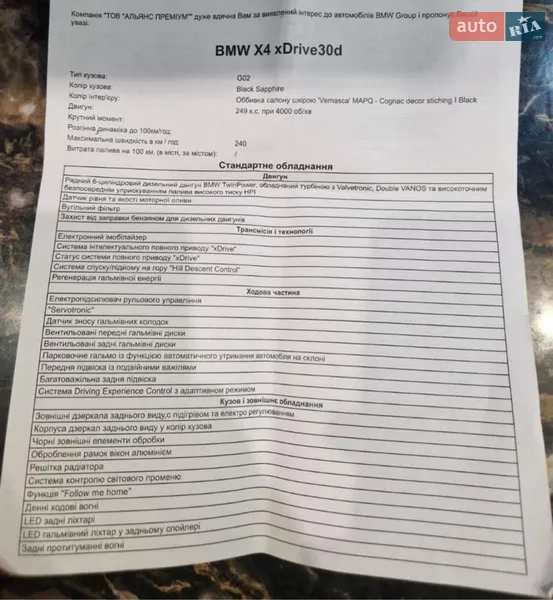 Компанія "ТОВ "АЛЬЯНС ПРЕМІУМ"" дуже вдячна Вам за виявлений інтерес до автомобілів BMW Group і пропонує
увазі:
auto RIA
BMW X4 xDrive30d
Тип кузова: G02
Колір кузова: Black Sapphire
Колір інтер'єру: Оббивка салону шкірою 'Vernasca' MAPQ - Cognac decor stiching I Black
Двигун: 249 к.с. при 4000 об/хв
Крутний момент:
Розгінна динаміка до 100км/год:
Максимальна швидкість в км / год: 240
Витрата палива на 100 км. (в місті, за містом): /
Стандартне обладнання
Двигун
Рядний 6-циліндровий дизельний двигун BMW TwinPower, обладнаний турбіною з Valvetronic, Double VANOS та високоточним
безпосереднім уприскуванням палива високого тиску HPI
Датчик рівня та якості моторної оливи
Вугільний фільтр
Захист від заправки бензином для дизельних двигунів
Трансмісія і технології
Електронний імобілайзер
Система інтелектуального повного приводу "xDrive"
Статус системи повного приводу "xDrive"
Система спуску/підйому на гору "Hill Descent Control"
Регенерація гальмівної енергії
Ходова частина
Електропідсилювач рульового управління
"Servotronic"
Датчик зносу гальмівних колодок
Вентильовані передні гальмівні диски
Вентильовані задні гальмівні диски
Парковочне гальмо із функцією автоматичного утримання автомобіля на склоні
Передня підвіска із подвійними важілями
Багатоважільна задня підвіска
Система Driving Experience Control з адаптивном режимом
Кузов і зовнішнє обладнання
Зовнішні дзеркала заднього виду,с підігрівом та електро регулюванням
Корпуса дзеркал заднього виду у колір кузова
Чорні зовнішні елементи обробки
Оброблення рамок вікон алюмінієм
Решітка радіатора
Система контролю світового променю
Функція "Follow me home"
Денні ходові вогні
LED задні ліхтарі
LED гальмівний ліхтар у задньому спойлері
Задні протитуманні вогні